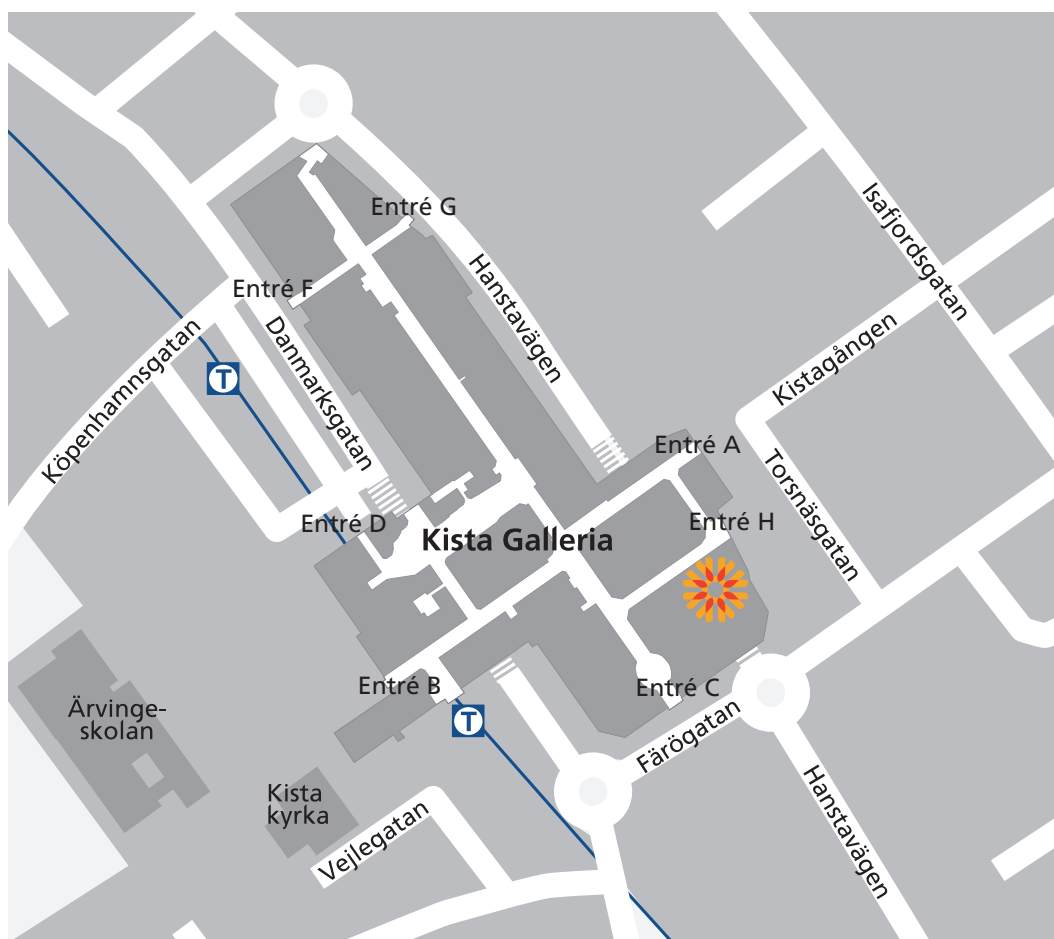 Entré G
Isafjordsgatan
Hanstavägen
Entré F
Danmarksgatan
Köpenhamnsgatan
T
Kistagången
Entré A
Torsnäsgatan
Entré D
Entré H
Kista Galleria
Entré B
Entré C
Ärvinge-
skolan
T
Färögatan
Hanstavägen
Kista
kyrka
Vejlegatan